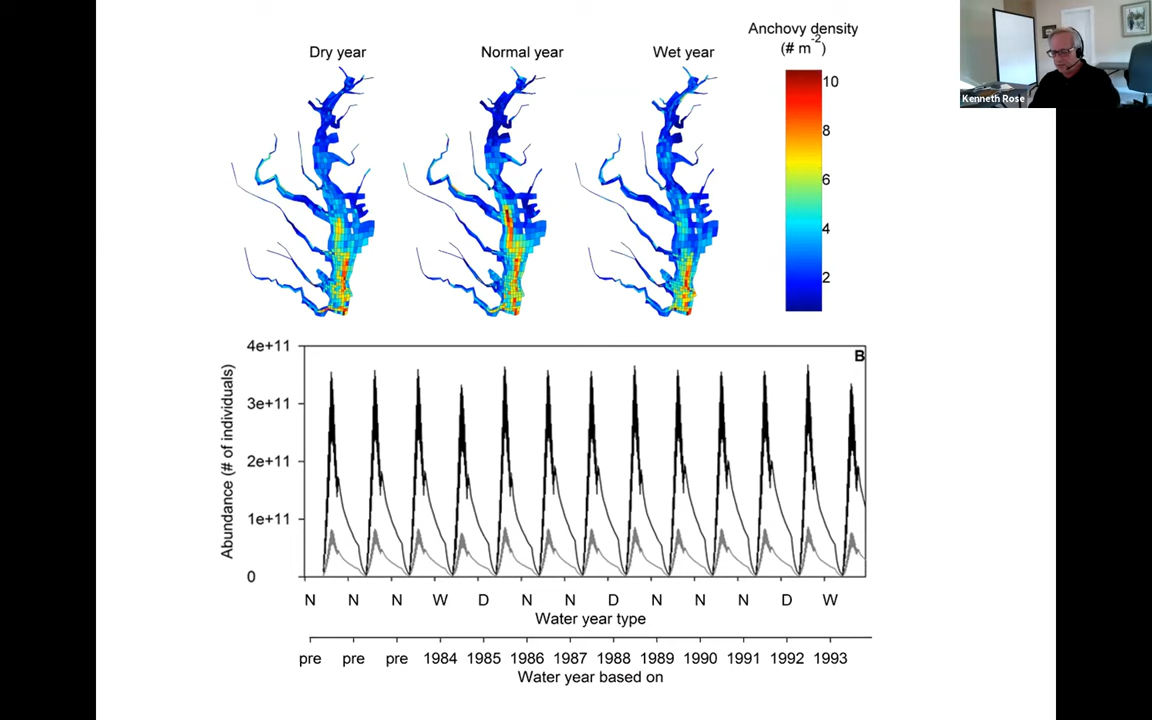 Dry year
Normal year
Wet year
Anchovy density
(# m⁻²)
10
8
6
4
2
Kenneth Rose
B
Abundance (# of individuals)
4e+11
3e+11
2e+11
1e+11
0
N N N W D N N D N N N D W
Water year type
pre pre pre 1984 1985 1986 1987 1988 1989 1990 1991 1992 1993
Water year based on